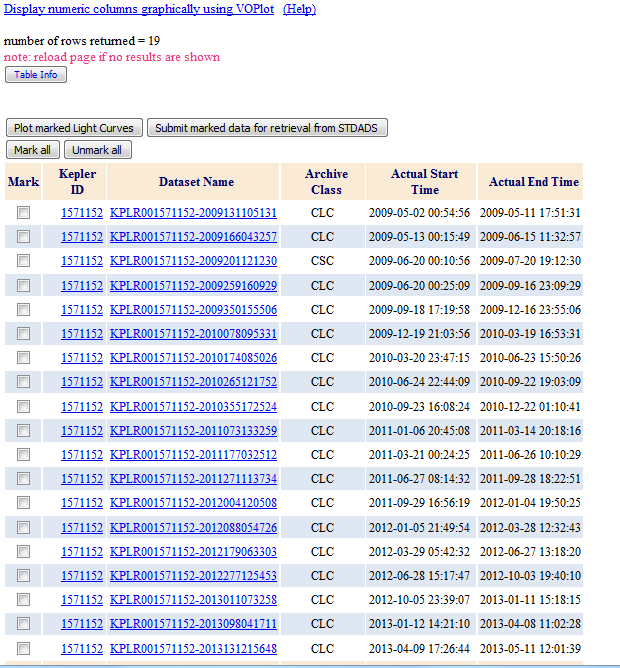 Display numeric columns graphically using VOPlot (Help)
number of rows returned = 19
note: reload page if no results are shown
Table Info
Plot marked Light Curves Submit marked data for retrieval from STDADS
Mark all Unmark all
Mark Kepler ID Dataset Name Archive Class Actual Start Time Actual End Time
1571152 KPLR001571152-2009131105131 CLC 2009-05-02 00:54:56 2009-05-11 17:51:31
1571152 KPLR001571152-2009166043257 CLC 2009-05-13 00:15:49 2009-06-15 11:32:57
1571152 KPLR001571152-2009201121230 CSC 2009-06-20 00:10:56 2009-07-20 19:12:30
1571152 KPLR001571152-2009259160929 CLC 2009-06-20 00:25:09 2009-09-16 23:09:29
1571152 KPLR001571152-2009350155506 CLC 2009-09-18 17:19:58 2009-12-16 23:55:06
1571152 KPLR001571152-2010078095331 CLC 2009-12-19 21:03:56 2010-03-19 16:53:31
1571152 KPLR001571152-2010174085026 CLC 2010-03-20 23:47:15 2010-06-23 15:50:26
1571152 KPLR001571152-2010265121752 CLC 2010-06-24 22:44:09 2010-09-22 19:03:09
1571152 KPLR001571152-2010355172524 CLC 2010-09-23 16:08:24 2010-12-22 01:10:41
1571152 KPLR001571152-2011073133259 CLC 2011-01-06 20:45:08 2011-03-14 20:18:16
1571152 KPLR001571152-2011177032512 CLC 2011-03-21 00:24:25 2011-06-26 10:10:29
1571152 KPLR001571152-2011271113734 CLC 2011-06-27 08:14:32 2011-09-28 18:22:51
1571152 KPLR001571152-2012004120508 CLC 2011-09-29 16:56:19 2012-01-04 19:50:25
1571152 KPLR001571152-2012088054726 CLC 2012-01-05 21:49:54 2012-03-28 12:32:43
1571152 KPLR001571152-2012179063303 CLC 2012-03-29 05:42:32 2012-06-27 13:18:20
1571152 KPLR001571152-2012277125453 CLC 2012-06-28 15:17:47 2012-10-03 19:40:10
1571152 KPLR001571152-2013011073258 CLC 2012-10-05 23:39:07 2013-01-11 15:18:15
1571152 KPLR001571152-2013098041711 CLC 2013-01-12 14:21:10 2013-04-08 11:02:28
1571152 KPLR001571152-2013131215648 CLC 2013-04-09 17:26:44 2013-05-11 12:01:39